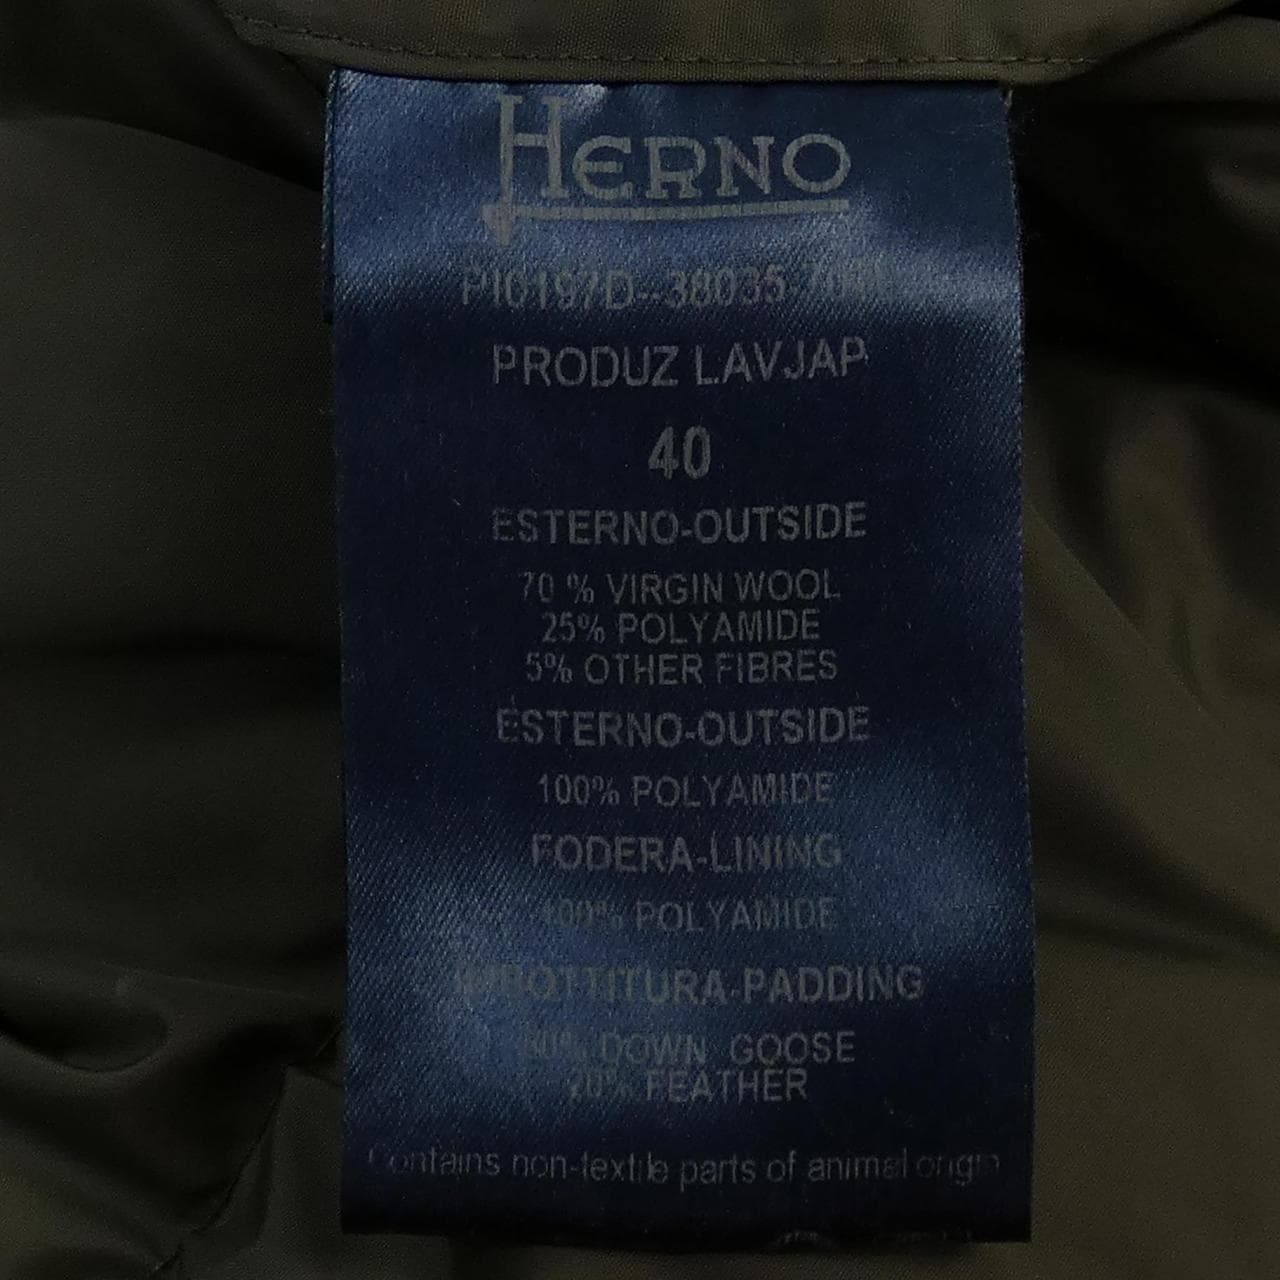 HERNO
PI0197D--38035
PRODUZ LAVJAP
40
ESTERNO-OUTSIDE
70 % VIRGIN WOOL
25% POLYAMIDE
5% OTHER FIBRES
ESTERNO-OUTSIDE
100% POLYAMIDE
FODERA-LINING
100% POLYAMIDE
IMBOTTITURA-PADDING
80% DOWN GOOSE
20% FEATHER
Contains non-textile parts of animal origin